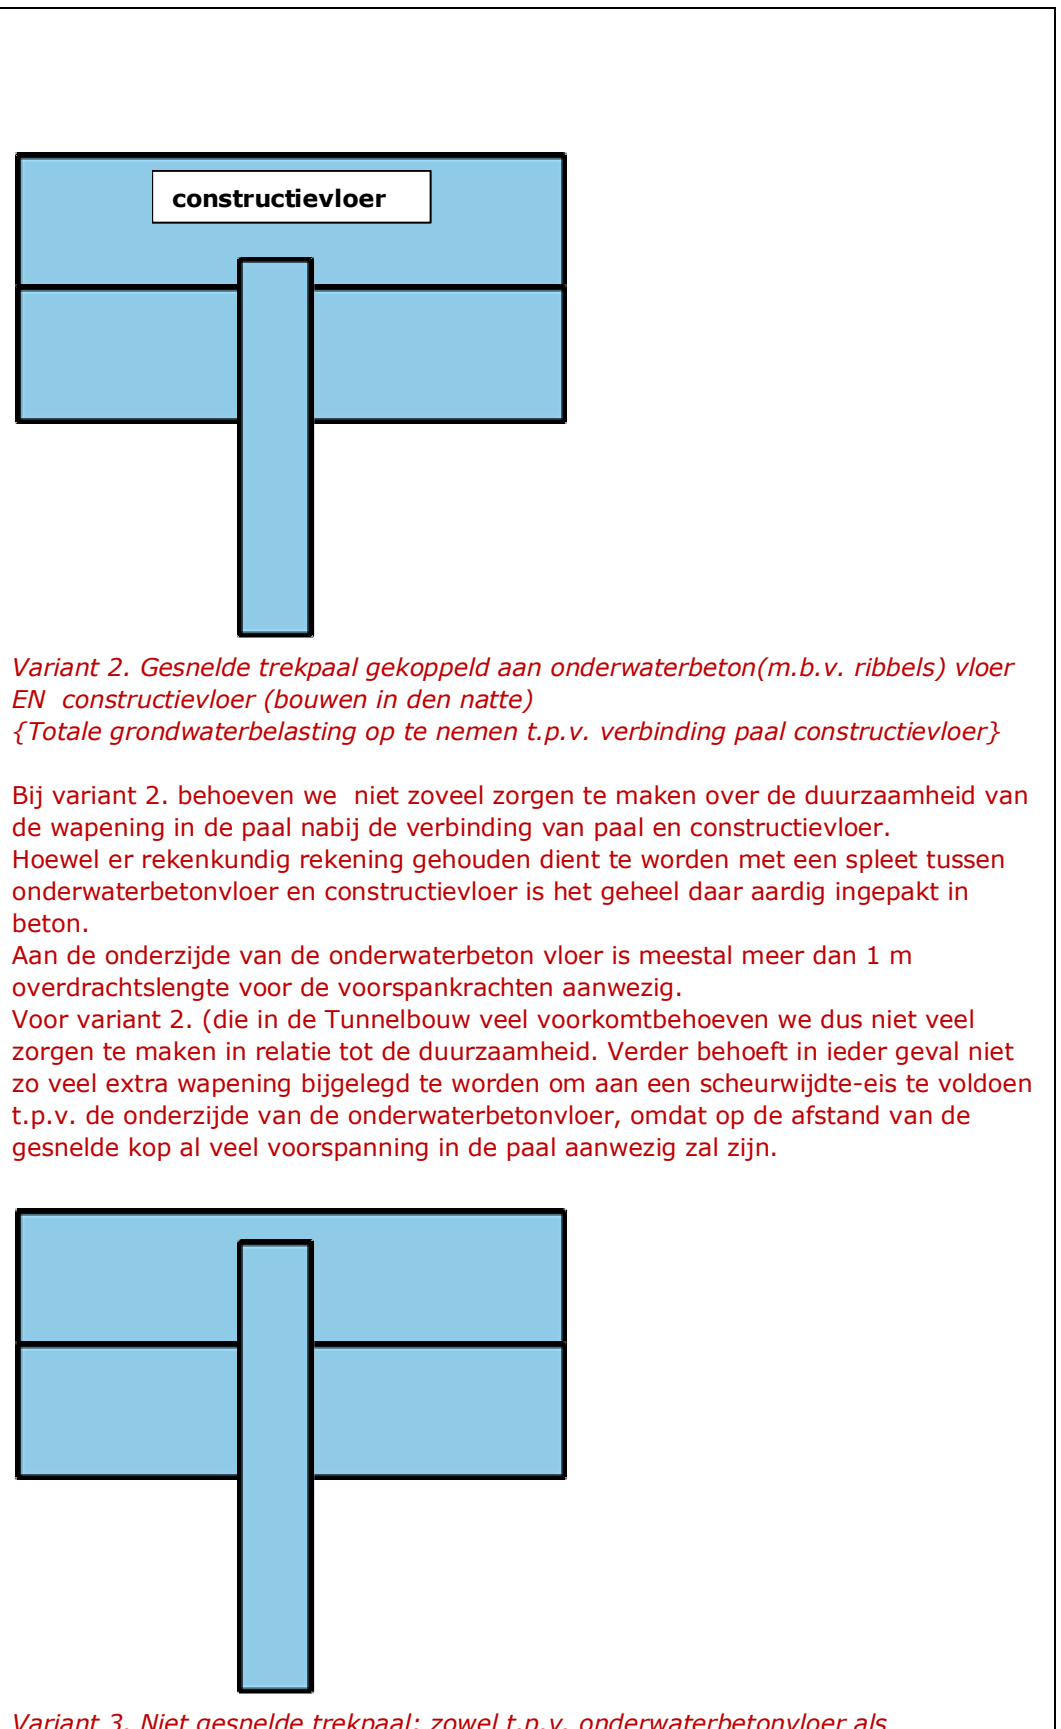 constructievloer
Variant 2. Gesnelde trekpaal gekoppeld aan onderwaterbeton(m.b.v. ribbels) vloer
EN  constructievloer (bouwen in den natte)
{Totale grondwaterbelasting op te nemen t.p.v. verbinding paal constructievloer}
Bij variant 2. behoeven we  niet zoveel zorgen te maken over de duurzaamheid van
de wapening in de paal nabij de verbinding van paal en constructievloer.
Hoewel er rekenkundig rekening gehouden dient te worden met een spleet tussen
onderwaterbetonvloer en constructievloer is het geheel daar aardig ingepakt in
beton.
Aan de onderzijde van de onderwaterbeton vloer is meestal meer dan 1 m
overdrachtslengte voor de voorspankrachten aanwezig.
Voor variant 2. (die in de Tunnelbouw veel voorkomtbehoeven we dus niet veel
zorgen te maken in relatie tot de duurzaamheid. Verder behoeft in ieder geval niet
zo veel extra wapening bijgelegd te worden om aan een scheurwijdte-eis te voldoen
t.p.v. de onderzijde van de onderwaterbetonvloer, omdat op de afstand van de
gesnelde kop al veel voorspanning in de paal aanwezig zal zijn.
Variant 3. Niet gesnelde trekpaal: zowel t.p.v. onderwaterbetonvloer als